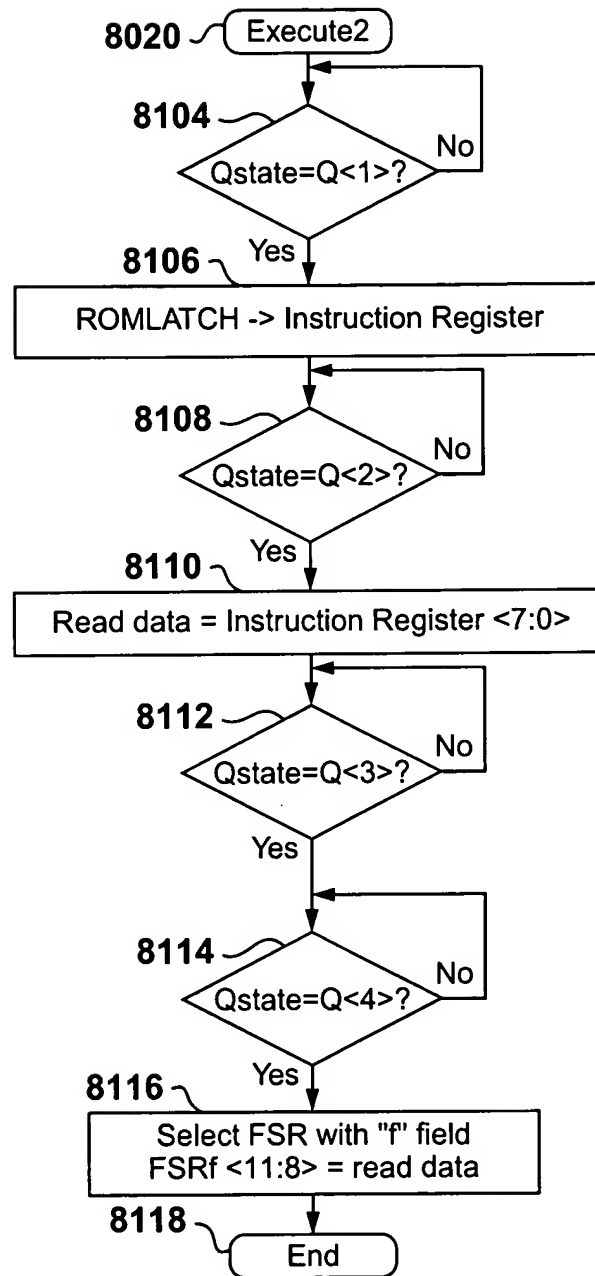 8020
Execute2
8104
Qstate=Q<1>?
No
Yes
8106
ROMLATCH -> Instruction Register
8108
Qstate=Q<2>?
No
Yes
8110
Read data = Instruction Register <7:0>
8112
Qstate=Q<3>?
No
Yes
8114
Qstate=Q<4>?
No
Yes
8116
Select FSR with "f" field
FSRf <11:8> = read data
8118
End